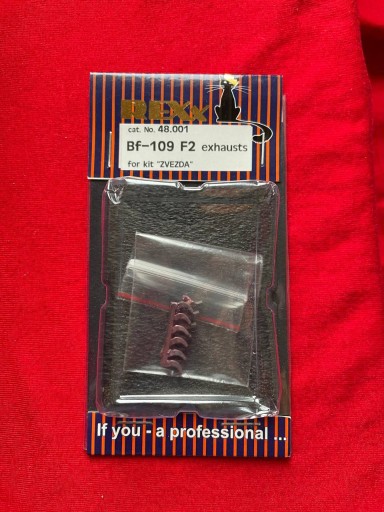 REXx
cat. No. 48.001
Bf-109 F2 exhausts
for kit "ZVEZDA"
If you - a professional ...